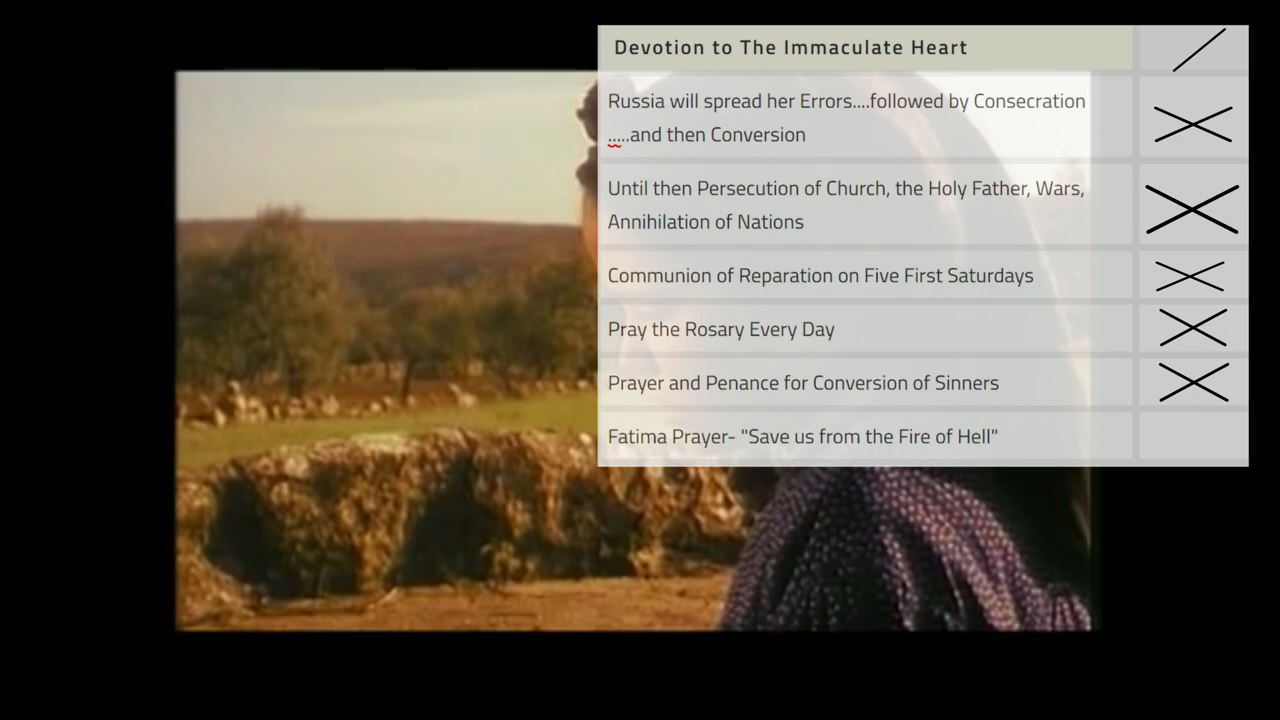 Devotion to The Immaculate Heart
Russia will spread her Errors....followed by Consecration
.....and then Conversion
Until then Persecution of Church, the Holy Father, Wars,
Annihilation of Nations
Communion of Reparation on Five First Saturdays
Pray the Rosary Every Day
Prayer and Penance for Conversion of Sinners
Fatima Prayer- "Save us from the Fire of Hell"